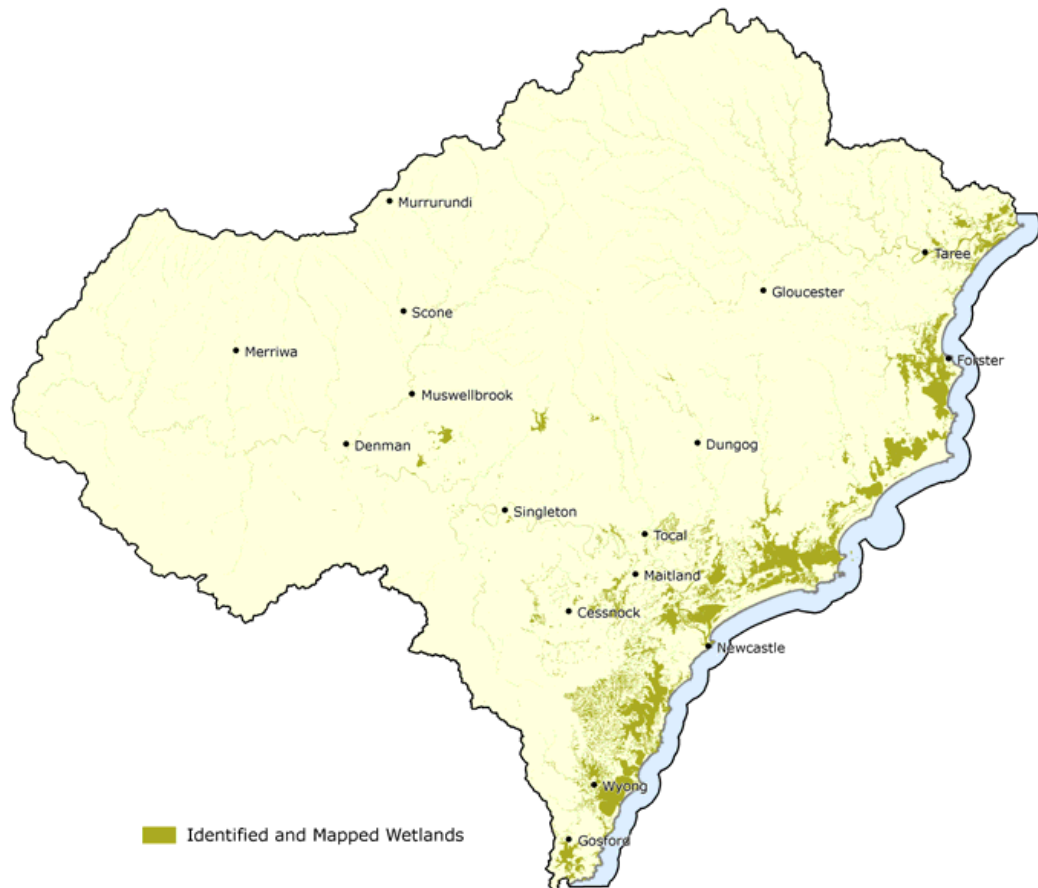 Murrurundi
Taree
Gloucester
Scone
Merriwa
Forster
Muswellbrook
Denman
Dungog
Singleton
Tocal
Maitland
Cessnock
Newcastle
Wyong
Identified and Mapped Wetlands
Gosford